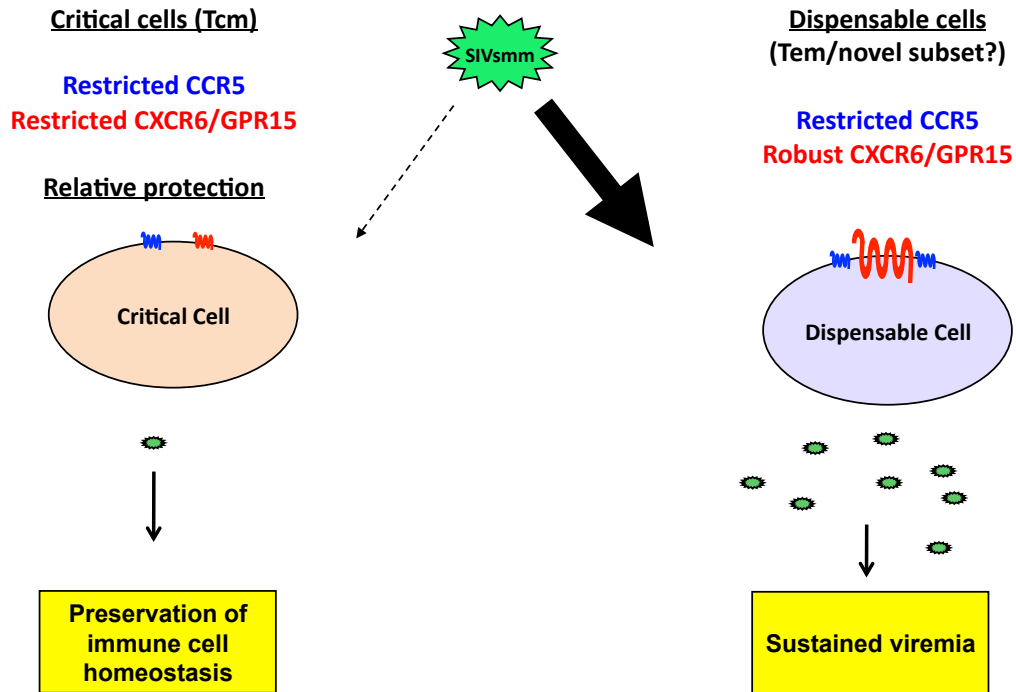 Critical cells (Tcm)
Restricted CCR5
Restricted CXCR6/GPR15
Relative protection
Critical Cell
Preservation of
immune cell
homeostasis
SIVsmm
Dispensable cells
(Tem/novel subset?)
Restricted CCR5
Robust CXCR6/GPR15
Dispensable Cell
Sustained viremia